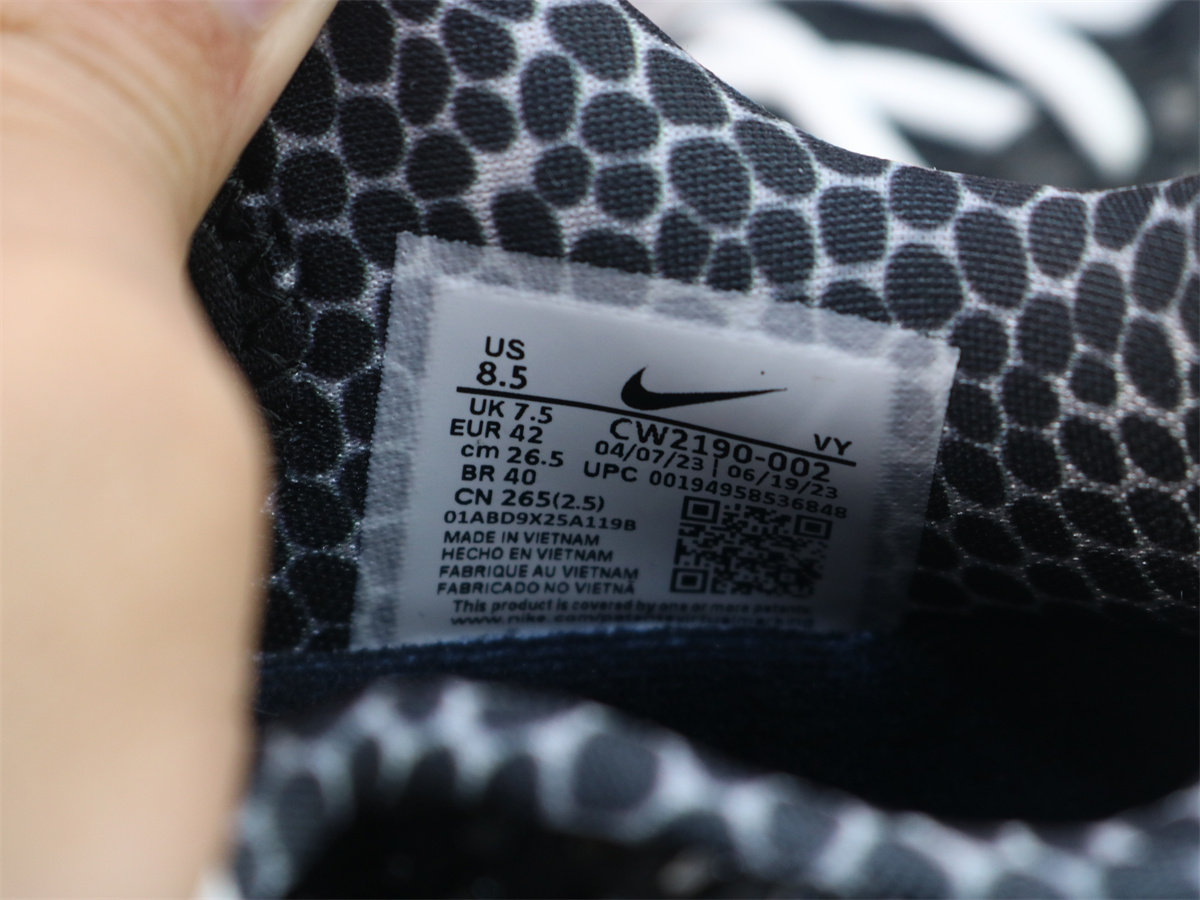 US
8.5
UK 7.5
EUR 42
cm 26.5
BR 40
CN 265(2.5)
VY
CW2190-002
04/07/23 | 06/19/23
UPC 00194958536848
01ABD9X25A119B
MADE IN VIETNAM
HECHO EN VIETNAM
FABRIQUE AU VIETNAM
FABRICADO NO VIETNÃ
This product is covered by one or more patents.